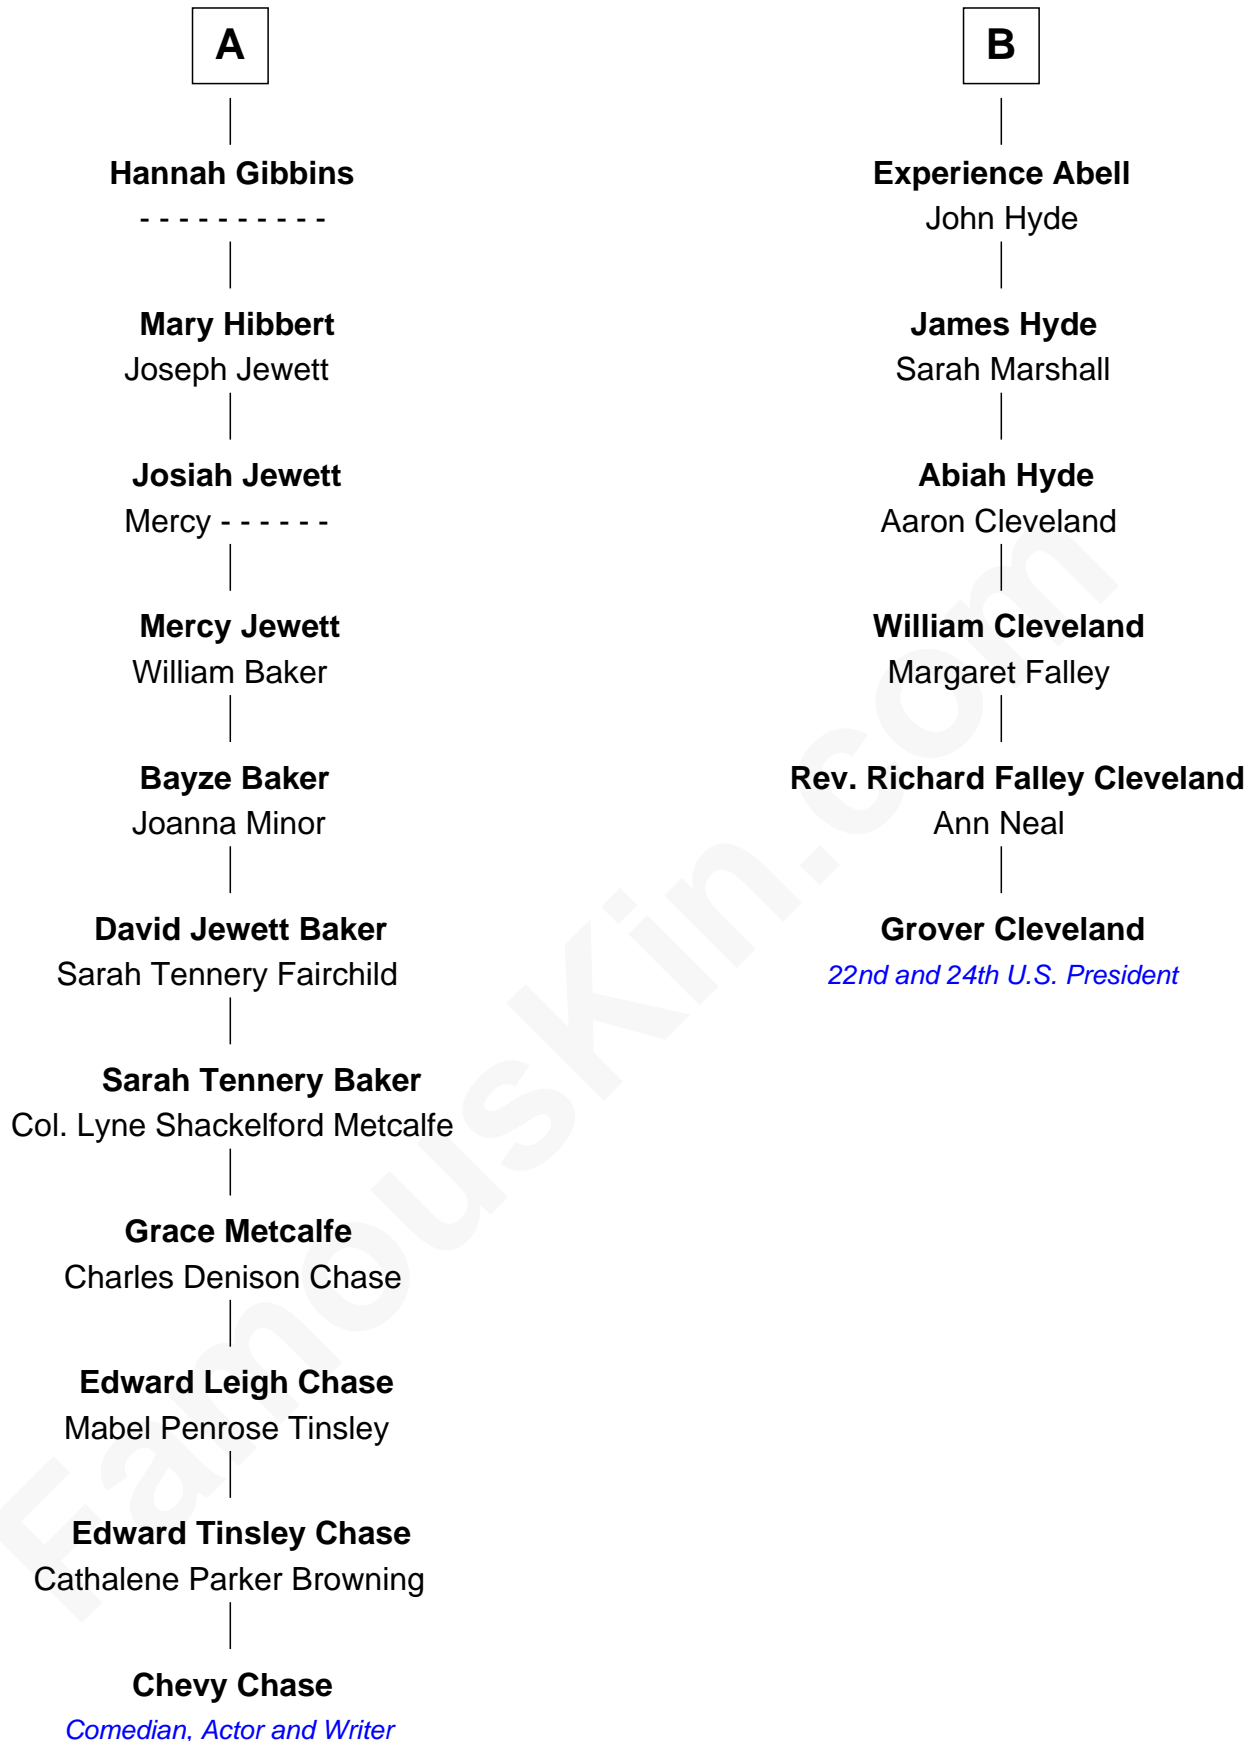 A
Hannah Gibbins
- - - - - - - - - -
Mary Hibbert
Joseph Jewett
Josiah Jewett
Mercy - - - - - -
Mercy Jewett
William Baker
Bayze Baker
Joanna Minor
David Jewett Baker
Sarah Tennery Fairchild
Sarah Tennery Baker
Col. Lyne Shackelford Metcalfe
Grace Metcalfe
Charles Denison Chase
Edward Leigh Chase
Mabel Penrose Tinsley
Edward Tinsley Chase
Cathalene Parker Browning
Chevy Chase
Comedian, Actor and Writer
B
Experience Abell
John Hyde
James Hyde
Sarah Marshall
Abiah Hyde
Aaron Cleveland
William Cleveland
Margaret Falley
Rev. Richard Falley Cleveland
Ann Neal
Grover Cleveland
22nd and 24th U.S. President
FamousKin.com